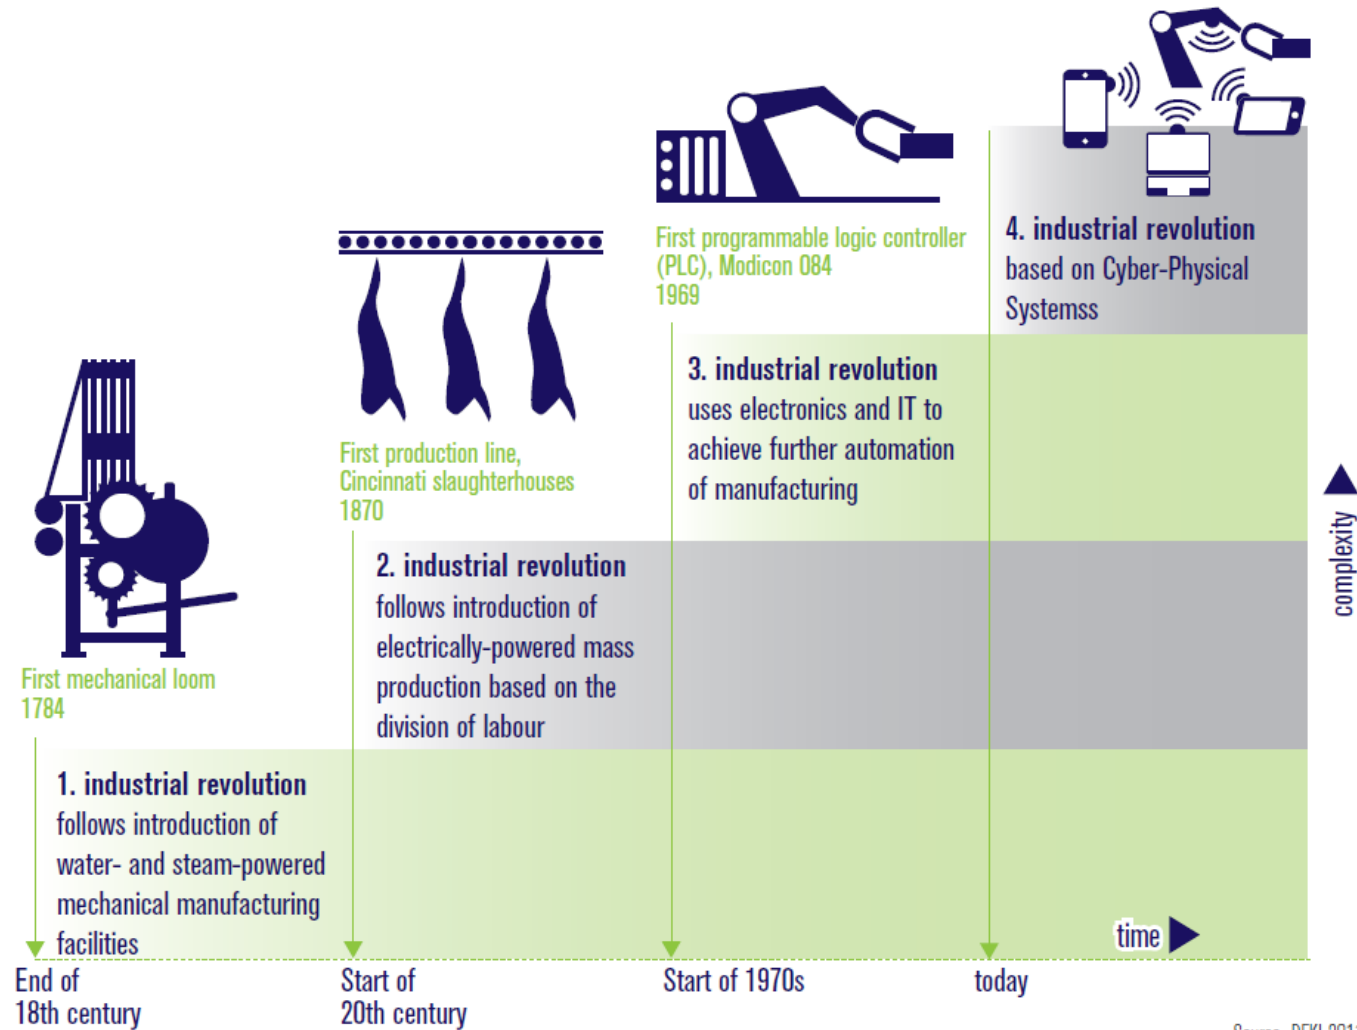 First mechanical loom
1784
First production line,
Cincinnati slaughterhouses
1870
First programmable logic controller
(PLC), Modicon 084
1969
4. industrial revolution
based on Cyber-Physical
Systemss
3. industrial revolution
uses electronics and IT to
achieve further automation
of manufacturing
2. industrial revolution
follows introduction of
electrically-powered mass
production based on the
division of labour
1. industrial revolution
follows introduction of
water- and steam-powered
mechanical manufacturing
facilities
complexity
time
End of
18th century
Start of
20th century
Start of 1970s
today